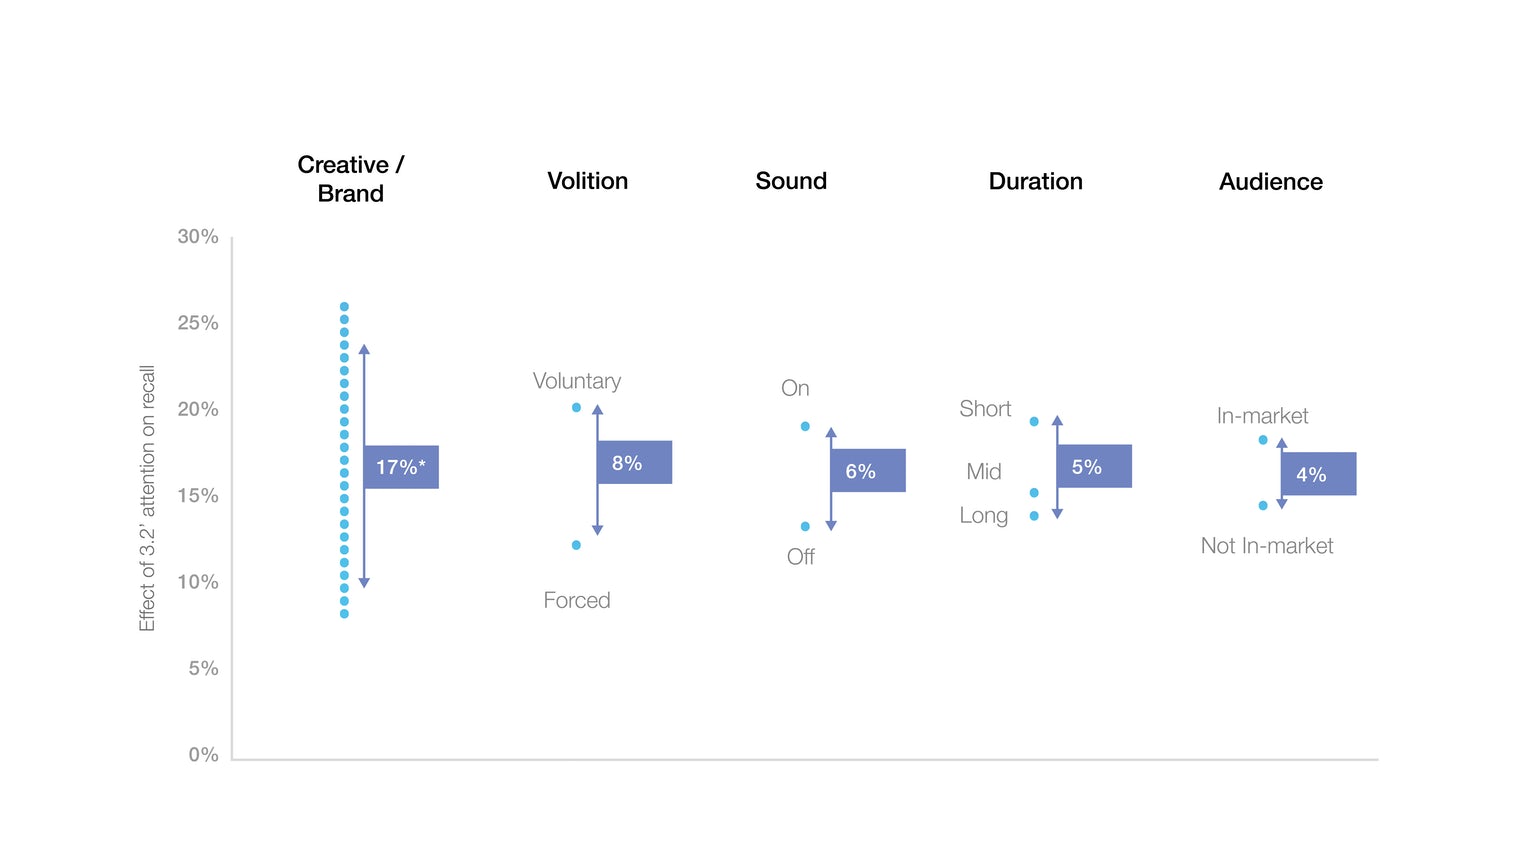 Creative /
Brand
Volition
Sound
Duration
Audience
30%
25%
20%
15%
10%
5%
0%
Effect of 3.2’ attention on recall
17%*
Voluntary
8%
Forced
On
6%
Off
Short
Mid
Long
5%
In-market
4%
Not In-market